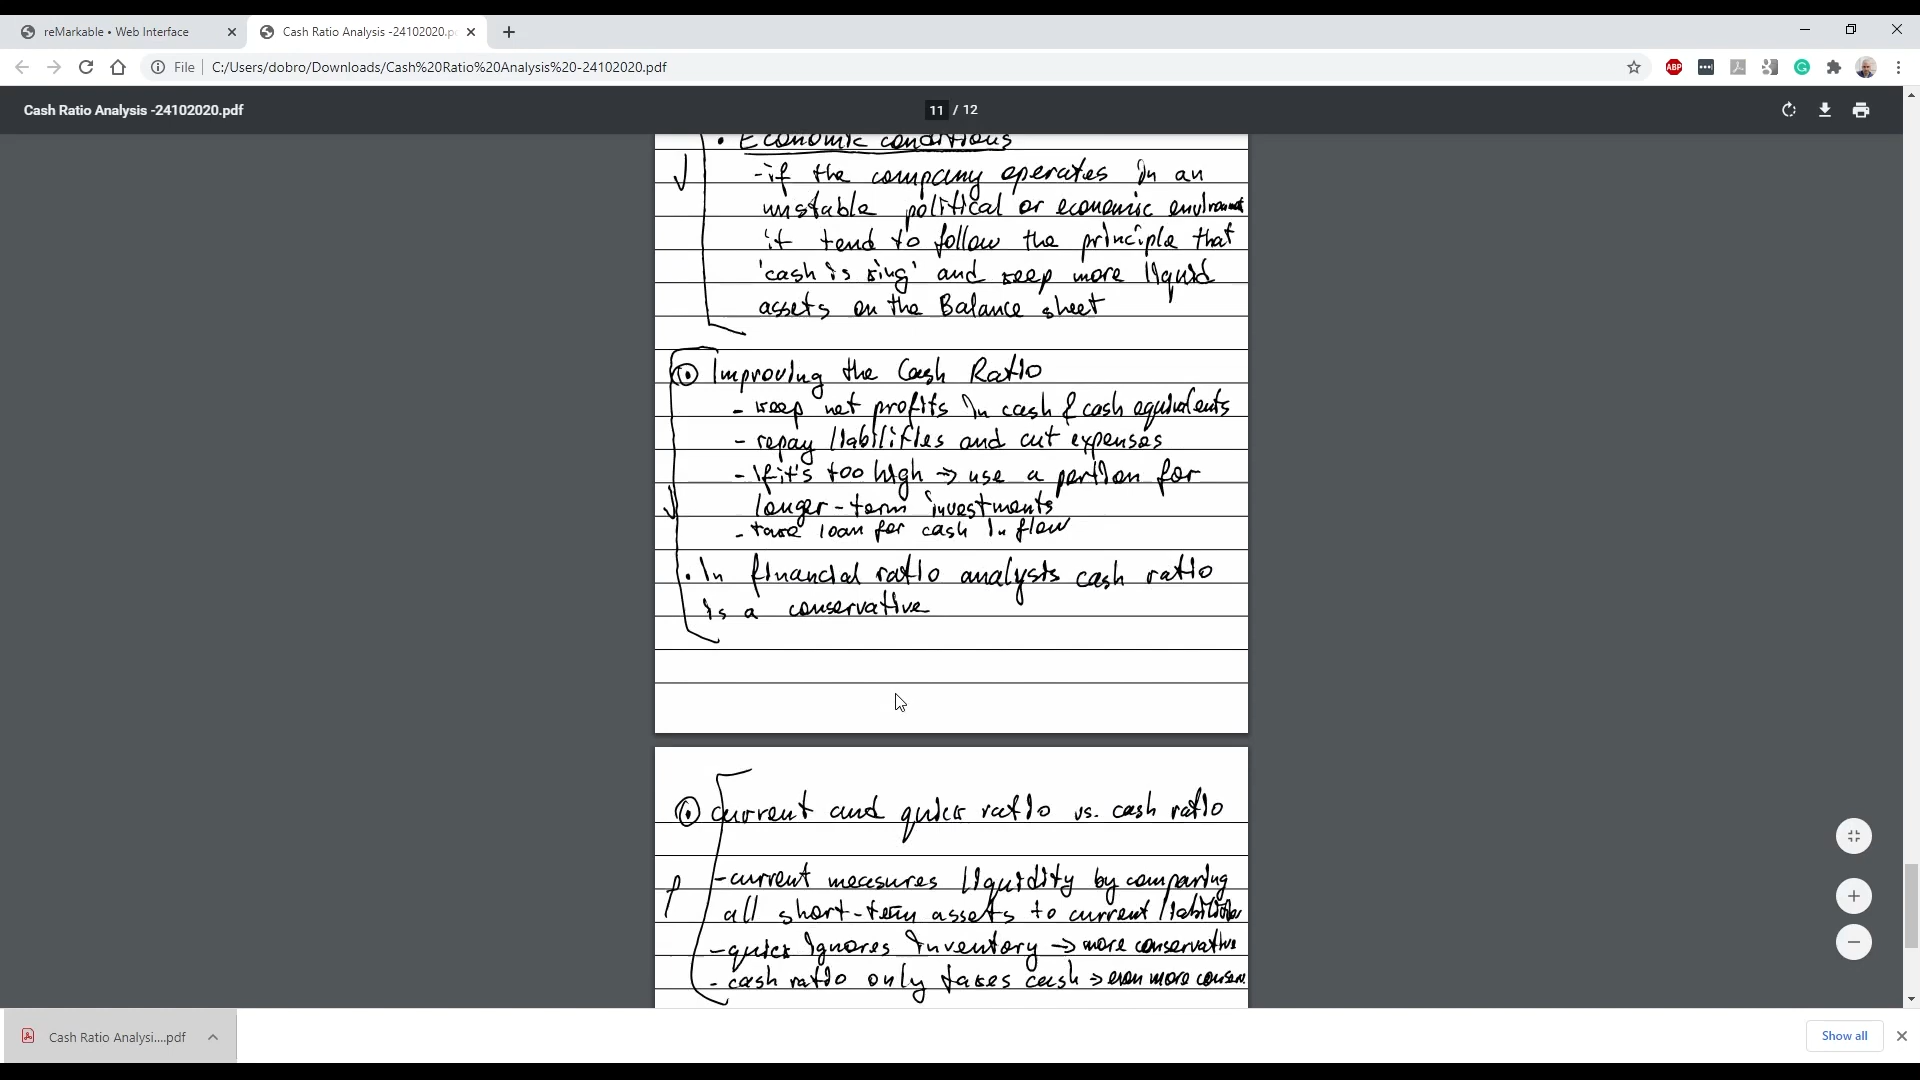 reMarkable • Web Interface
Cash Ratio Analysis -24102020.p
File
C:/Users/dobro/Downloads/Cash%20Ratio%20Analysis%20-24102020.pdf
ABP
Cash Ratio Analysis -24102020.pdf
11 / 12
• Economic conditions
-if the company operates in an
unstable political or economic environment
it tend to follow the principle that
'cash is king' and keep more liquid
assets on the Balance sheet
Improving the Cash Ratio
- keep net profits in cash & cash equivalents
- repay liabilities and cut expenses
- If it's too high => use a portion for
longer-term investments
- take loan for cash inflow
• In financial ratio analysis cash ratio
is a conservative
current and quick ratio vs. cash ratio
-current measures liquidity by comparing
all short-term assets to current liabilities
-quick ignores inventory -> more conservative
- cash ratio only takes cash -> even more conserv.
Cash Ratio Analysi....pdf
Show all